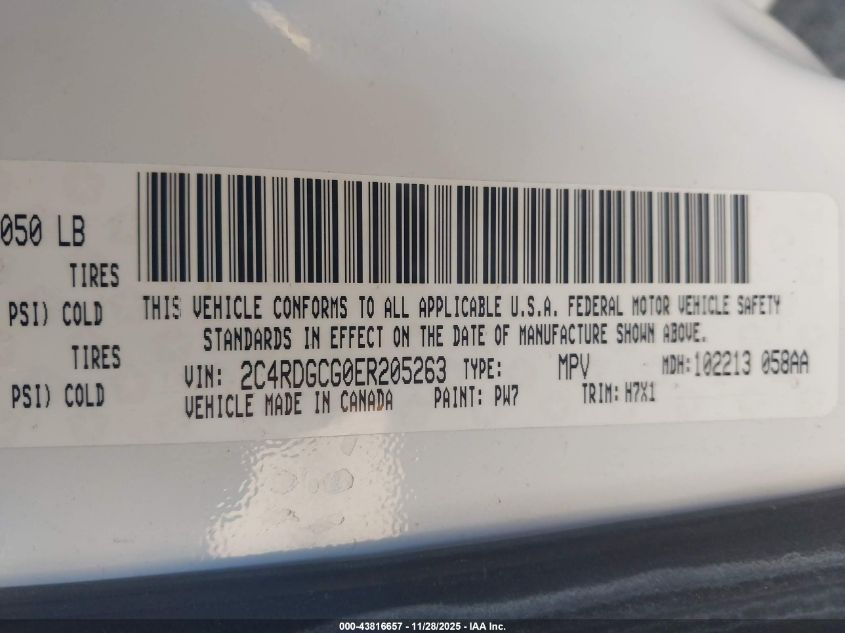 050 LB
TIRES
PSI) COLD
TIRES
PSI) COLD
THIS VEHICLE CONFORMS TO ALL APPLICABLE U.S.A. FEDERAL MOTOR VEHICLE SAFETY
STANDARDS IN EFFECT ON THE DATE OF MANUFACTURE SHOWN ABOVE.
VIN: 2C4RDGCG0ER205263 TYPE: MPV MDH:102213 058AA
VEHICLE MADE IN CANADA PAINT: PW7 TRIM: H7X1
000-43816657 - 11/28/2025 - IAA Inc.